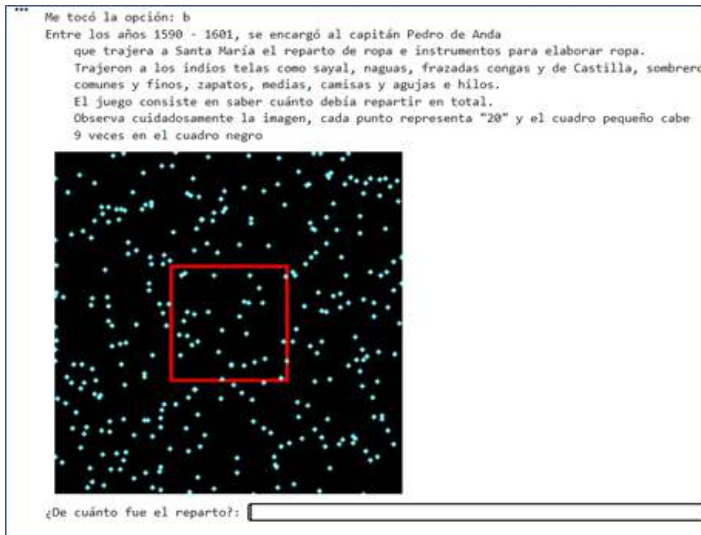 Me tocó la opción: b
Entre los años 1590 - 1601, se encargó al capitán Pedro de Anda
que trajera a Santa María el reparto de ropa e instrumentos para elaborar ropa.
Trajeron a los indios telas como sayal, naguas, frazadas congas y de Castilla, sombrero
comunes y finos, zapatos, medias, camisas y agujas e hilos.
El juego consiste en saber cuánto debía repartir en total.
Observa cuidadosamente la imagen, cada punto representa "20" y el cuadro pequeño cabe
9 veces en el cuadro negro
¿De cuánto fue el reparto?: